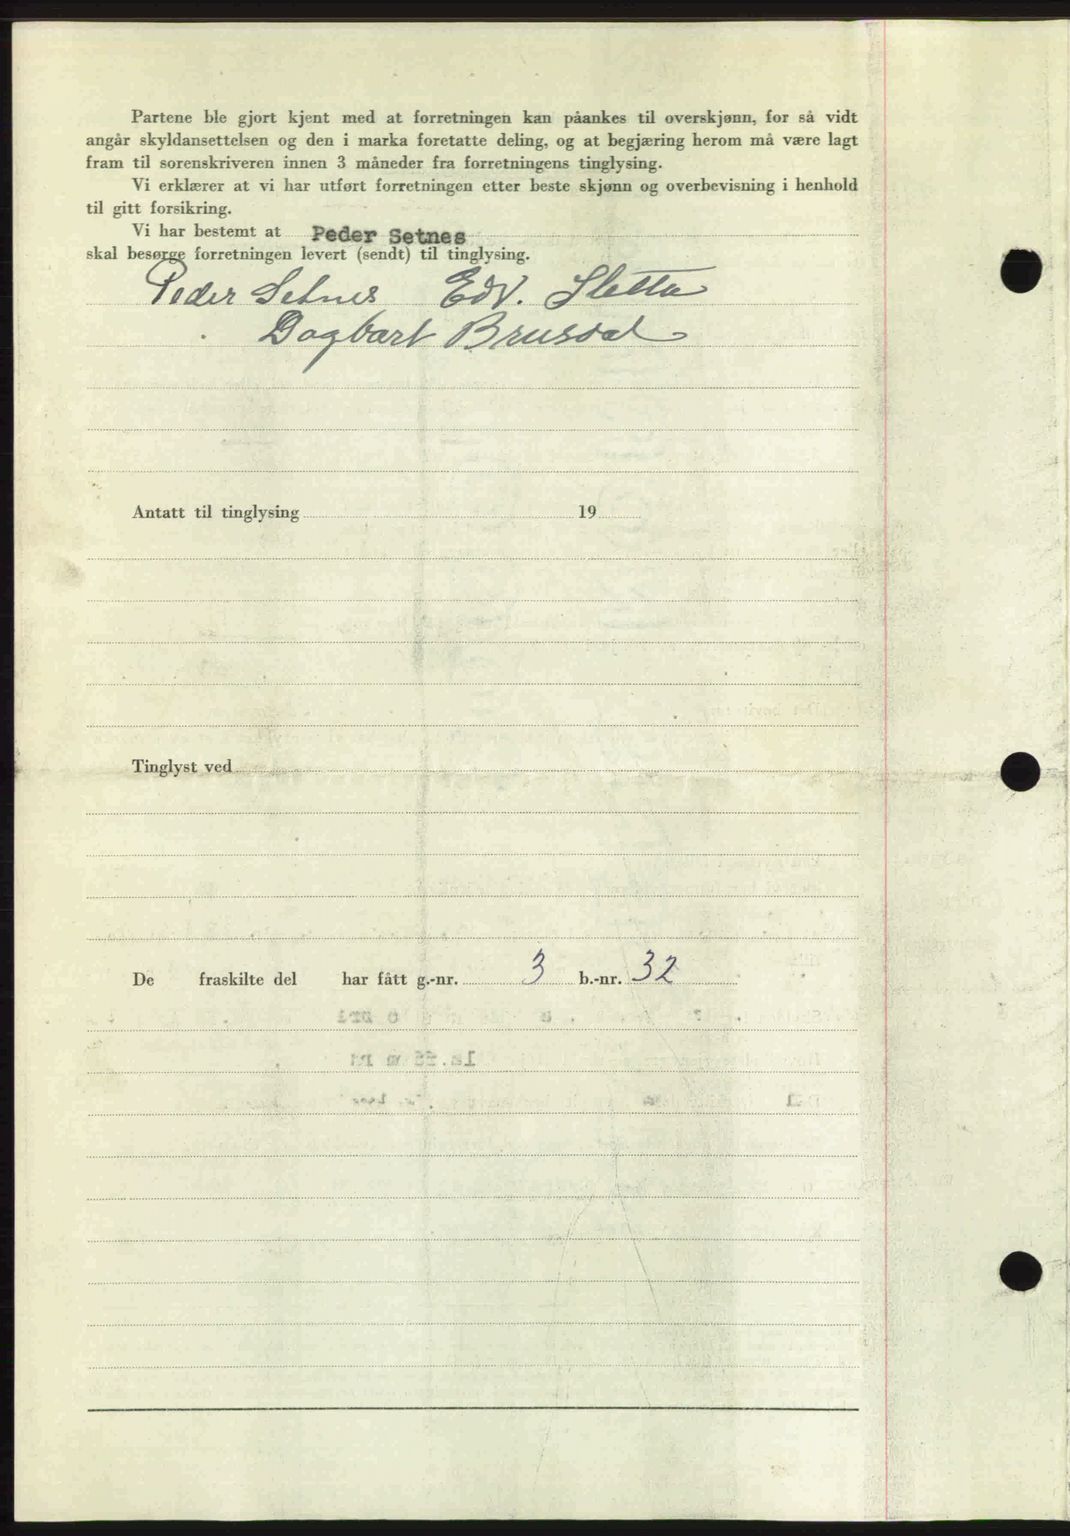 Partene ble gjort kjent med at forretningen kan påankes til overskjønn, for så vidt
angår skyldansettelsen og den i marka foretatte deling, og at begjæring herom må være lagt
fram til sorenskriveren innen 3 måneder fra forretningens tinglysing.
Vi erklærer at vi har utført forretningen etter beste skjønn og overbevisning i henhold
til gitt forsikring.
Vi har bestemt at Peder Setnes
skal besørge forretningen levert (sendt) til tinglysing.
Peder Setnes Edv. Sletta
Dagbart Brusdal
Antatt til tinglysing 19
Tinglyst ved
De fraskilte del har fått g.-nr. 3 b.-nr. 32